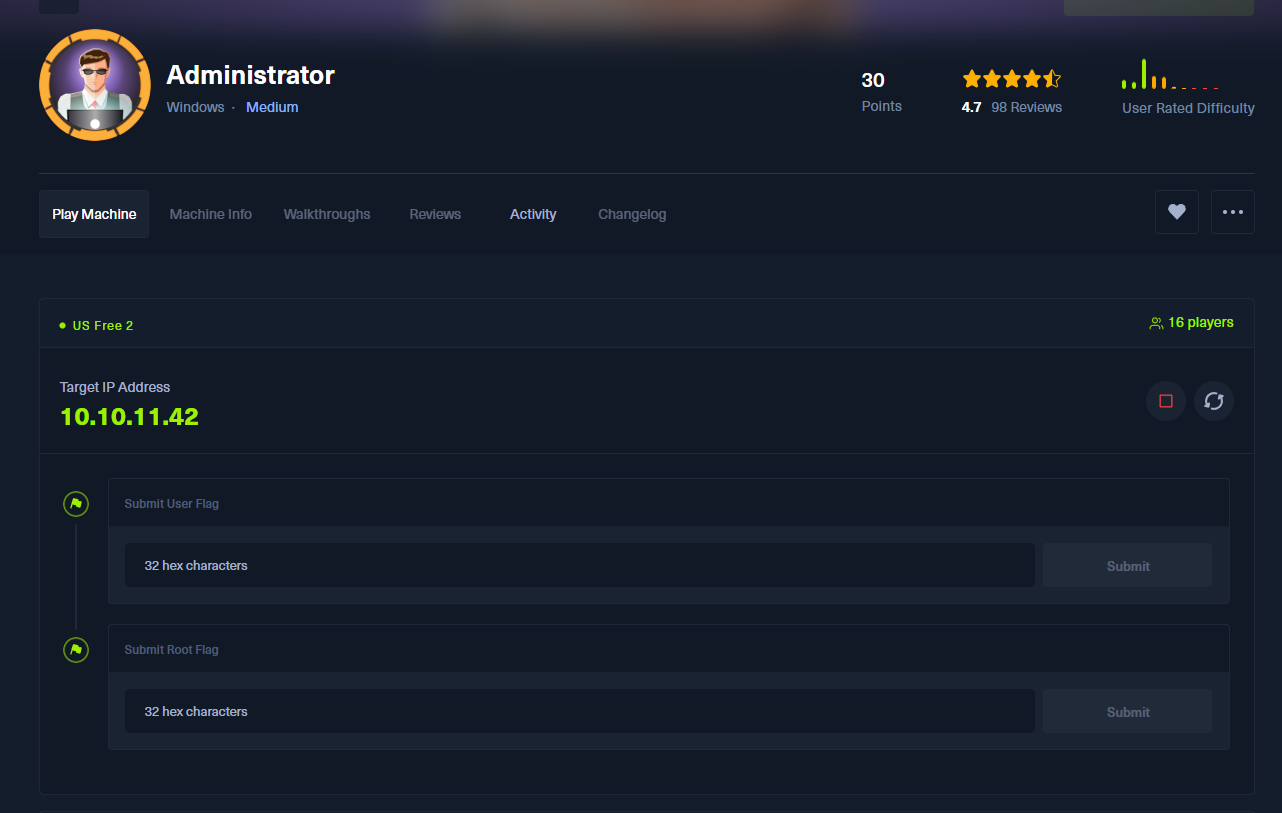 Administrator
Windows · Medium
30
Points
4.7 98 Reviews
User Rated Difficulty
Play Machine
Machine Info
Walkthroughs
Reviews
Activity
Changelog
US Free 2
16 players
Target IP Address
10.10.11.42
Submit User Flag
32 hex characters
Submit
Submit Root Flag
32 hex characters
Submit